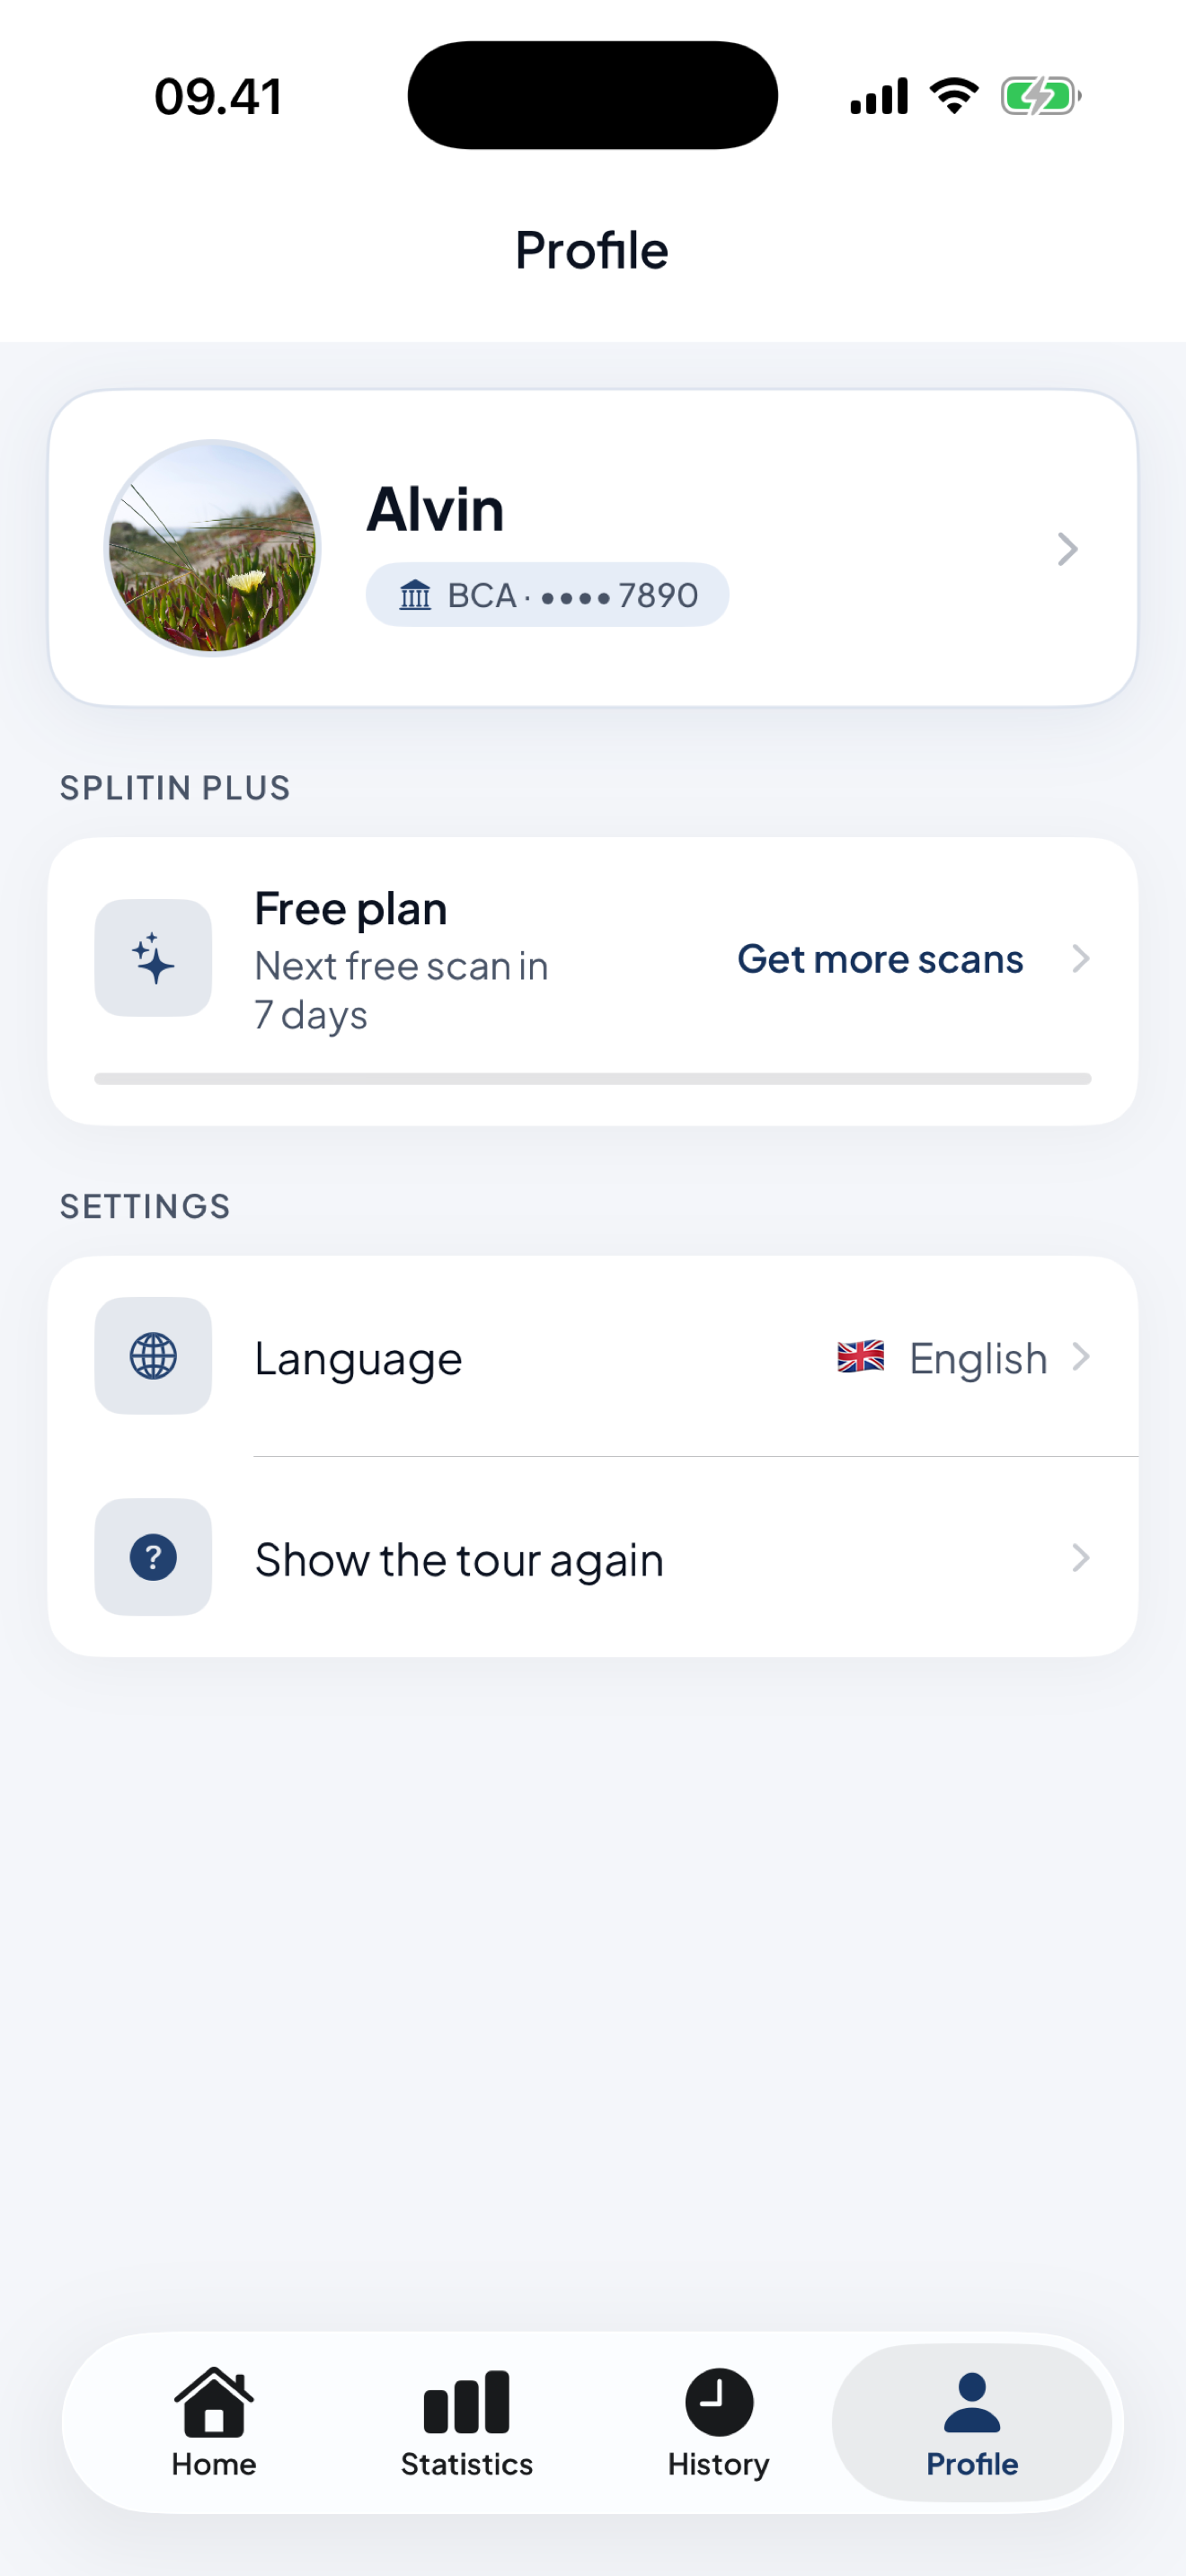 09.41
Profile
Alvin
BCA · •••• 7890
SPLITIN PLUS
Free plan
Next free scan in
7 days
Get more scans
SETTINGS
Language
English
?
Show the tour again
Home
Statistics
History
Profile